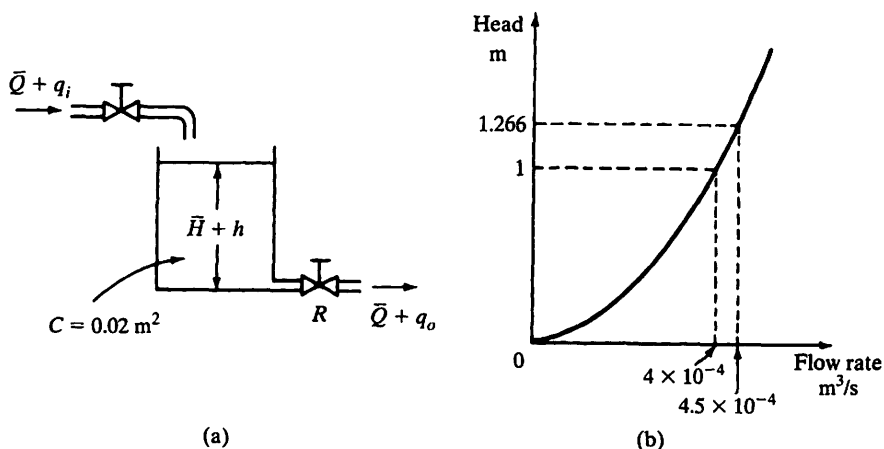 Q̄ + qᵢ
H̄ + h
C = 0.02 m²
R
Q̄ + qₒ
(a)
Head
m
1.266
1
0
4 × 10⁻⁴
4.5 × 10⁻⁴
Flow rate
m³/s
(b)